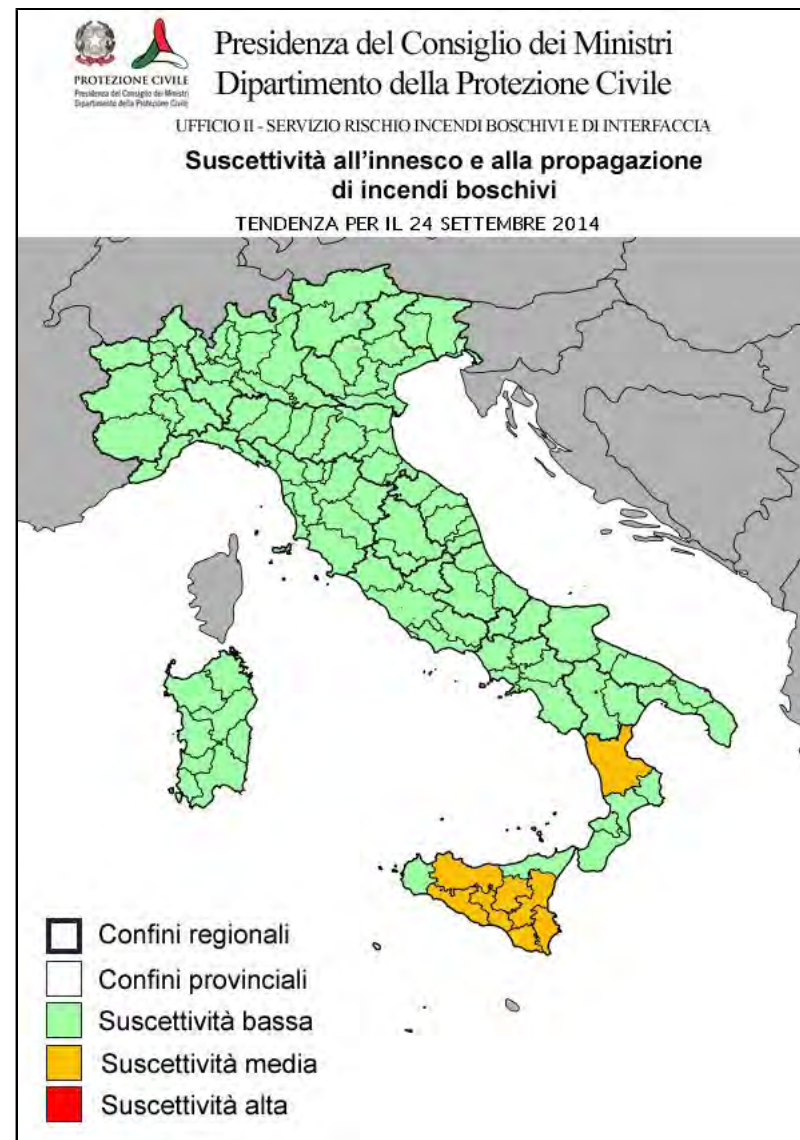 Presidenza del Consiglio dei Ministri
Dipartimento della Protezione Civile
PROTEZIONE CIVILE
Presidenza del Consiglio dei Ministri
Dipartimento della Protezione Civile
UFFICIO II - SERVIZIO RISCHIO INCENDI BOSCHIVI E DI INTERFACCIA
Suscettività all'innesco e alla propagazione
di incendi boschivi
TENDENZA PER IL 24 SETTEMBRE 2014
Confini regionali
Confini provinciali
Suscettività bassa
Suscettività media
Suscettività alta